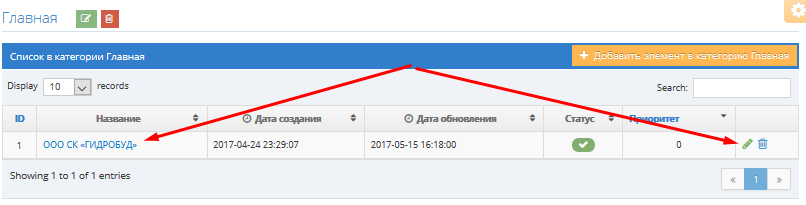 Главная
Список в категории Главная
+ Добавить элемент в категорию Главная
Display 10 records
Search:
ID Название Дата создания Дата обновления Статус Приоритет
1 ООО СК «ГИДРОБУД» 2017-04-24 23:29:07 2017-05-15 16:18:00 0
Showing 1 to 1 of 1 entries
« 1 »